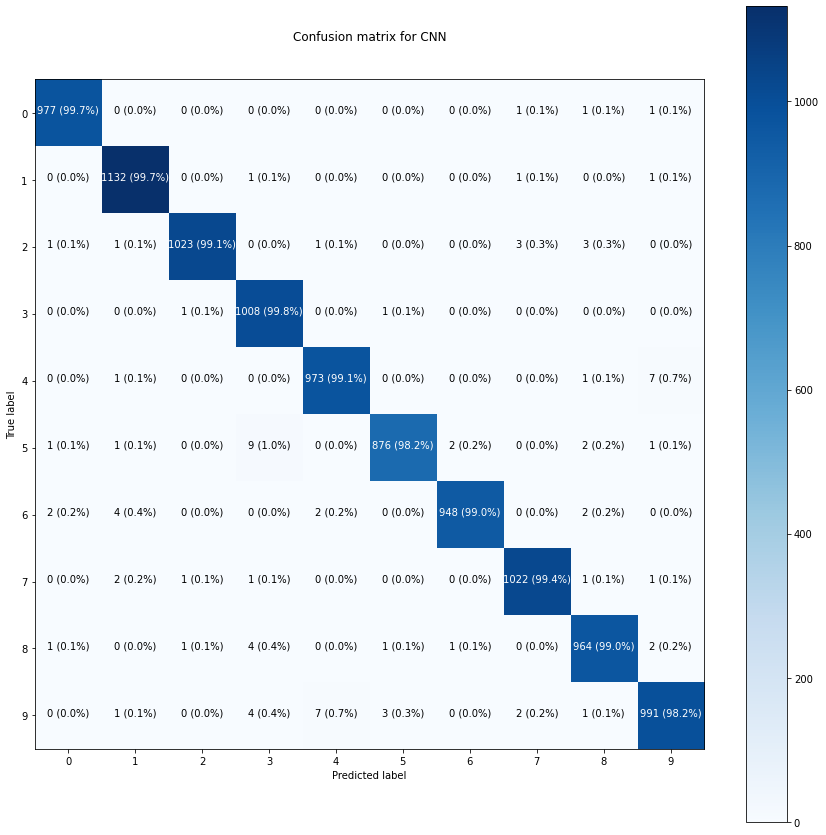 Confusion matrix for CNN
0 977 (99.7%) 0 (0.0%) 0 (0.0%) 0 (0.0%) 0 (0.0%) 0 (0.0%) 0 (0.0%) 1 (0.1%) 1 (0.1%) 1 (0.1%)
1 0 (0.0%) 1132 (99.7%) 0 (0.0%) 1 (0.1%) 0 (0.0%) 0 (0.0%) 0 (0.0%) 1 (0.1%) 0 (0.0%) 1 (0.1%)
2 1 (0.1%) 1 (0.1%) 1023 (99.1%) 0 (0.0%) 1 (0.1%) 0 (0.0%) 0 (0.0%) 3 (0.3%) 3 (0.3%) 0 (0.0%)
3 0 (0.0%) 0 (0.0%) 1 (0.1%) 1008 (99.8%) 0 (0.0%) 1 (0.1%) 0 (0.0%) 0 (0.0%) 0 (0.0%) 0 (0.0%)
4 0 (0.0%) 1 (0.1%) 0 (0.0%) 0 (0.0%) 973 (99.1%) 0 (0.0%) 0 (0.0%) 0 (0.0%) 1 (0.1%) 7 (0.7%)
5 1 (0.1%) 1 (0.1%) 0 (0.0%) 9 (1.0%) 0 (0.0%) 876 (98.2%) 2 (0.2%) 0 (0.0%) 2 (0.2%) 1 (0.1%)
6 2 (0.2%) 4 (0.4%) 0 (0.0%) 0 (0.0%) 2 (0.2%) 0 (0.0%) 948 (99.0%) 0 (0.0%) 2 (0.2%) 0 (0.0%)
7 0 (0.0%) 2 (0.2%) 1 (0.1%) 1 (0.1%) 0 (0.0%) 0 (0.0%) 0 (0.0%) 1022 (99.4%) 1 (0.1%) 1 (0.1%)
8 1 (0.1%) 0 (0.0%) 1 (0.1%) 4 (0.4%) 0 (0.0%) 1 (0.1%) 1 (0.1%) 0 (0.0%) 964 (99.0%) 2 (0.2%)
9 0 (0.0%) 1 (0.1%) 0 (0.0%) 4 (0.4%) 7 (0.7%) 3 (0.3%) 0 (0.0%) 2 (0.2%) 1 (0.1%) 991 (98.2%)
0 1 2 3 4 5 6 7 8 9
Predicted label
True label
1000
800
600
400
200
0